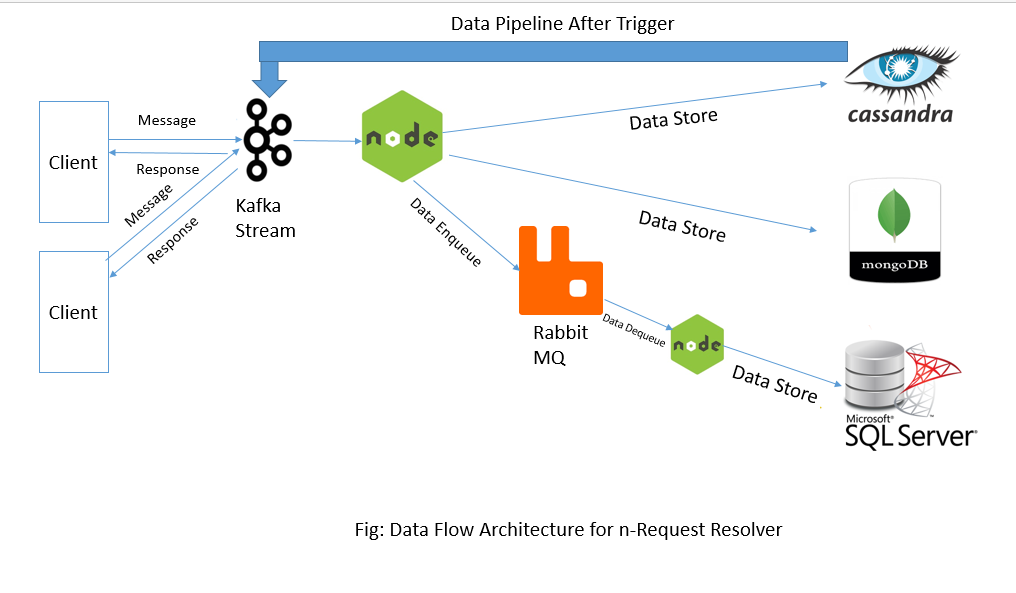 Data Pipeline After Trigger
cassandra
Client
Message
Response
Kafka
Stream
node
Data Store
Message
Response
Client
Data Store
mongoDB
Data Enqueue
Rabbit
MQ
Data Dequeue
node
Data Store
Microsoft®
SQL Server®
Fig: Data Flow Architecture for n-Request Resolver